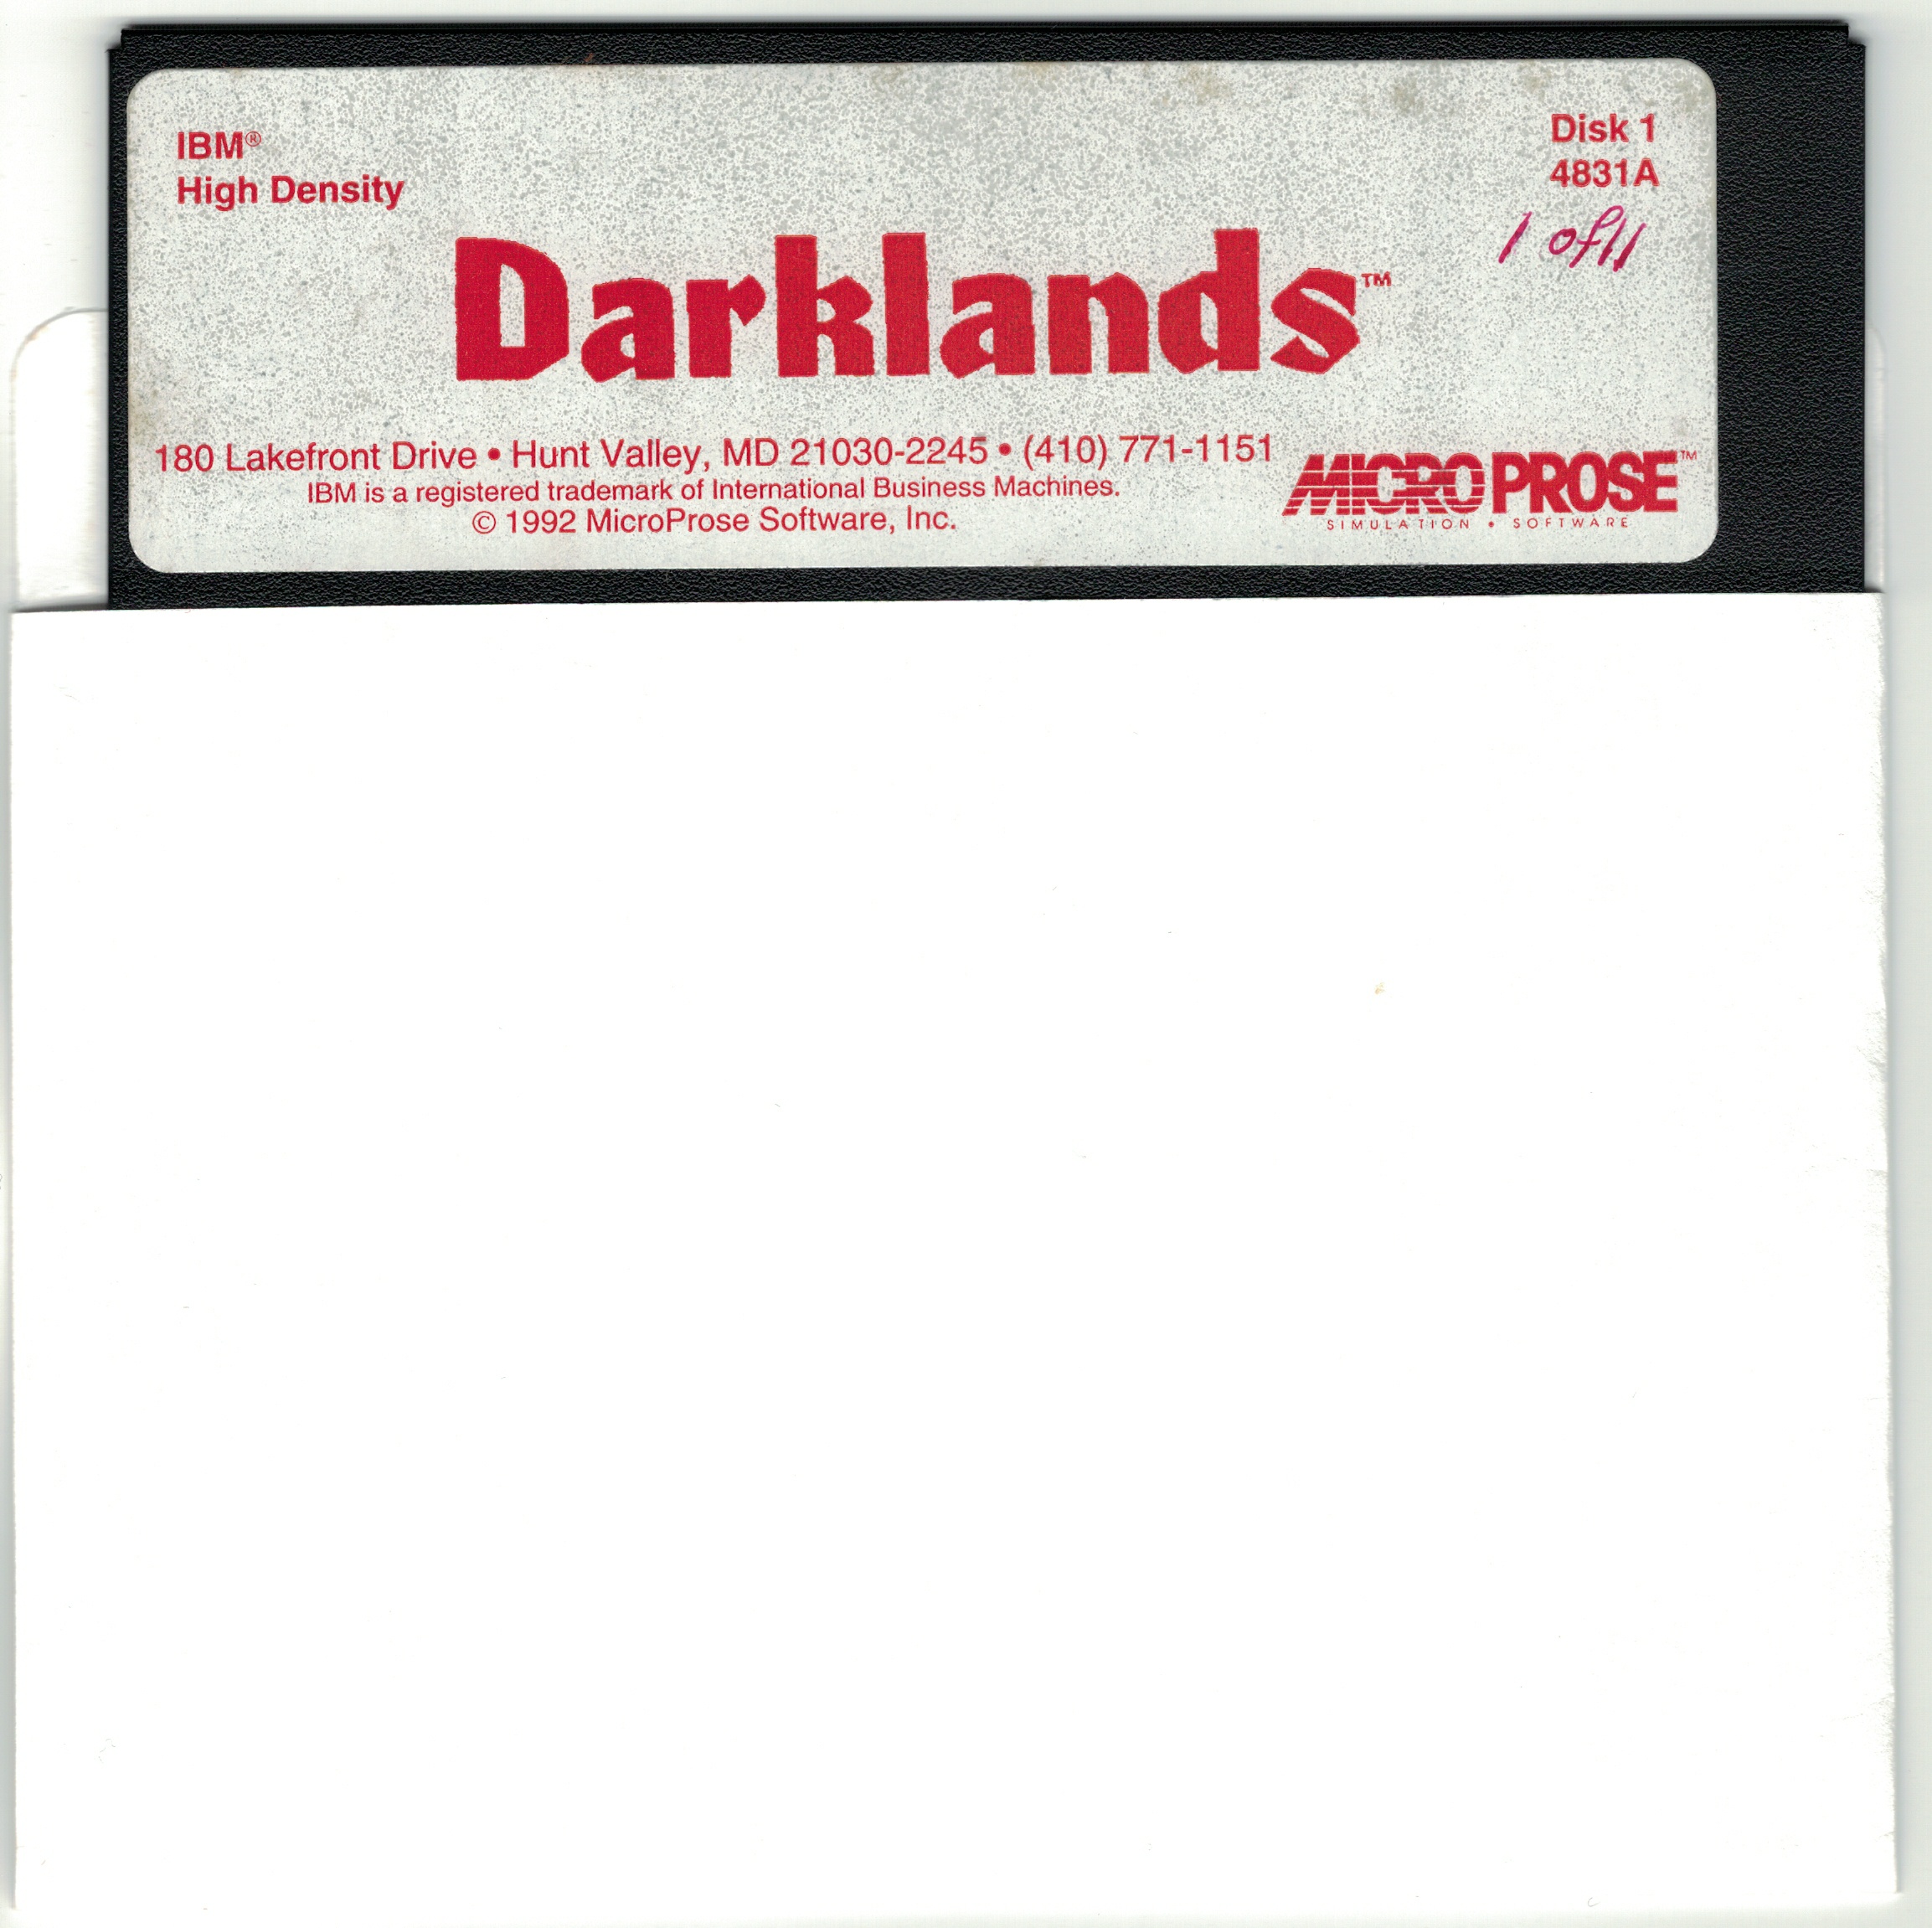 IBM®
High Density
Disk 1
4831A
1 of 11
Darklands™
180 Lakefront Drive • Hunt Valley, MD 21030-2245 • (410) 771-1151
IBM is a registered trademark of International Business Machines.
© 1992 MicroProse Software, Inc.
MICROPROSE™
SIMULATION • SOFTWARE